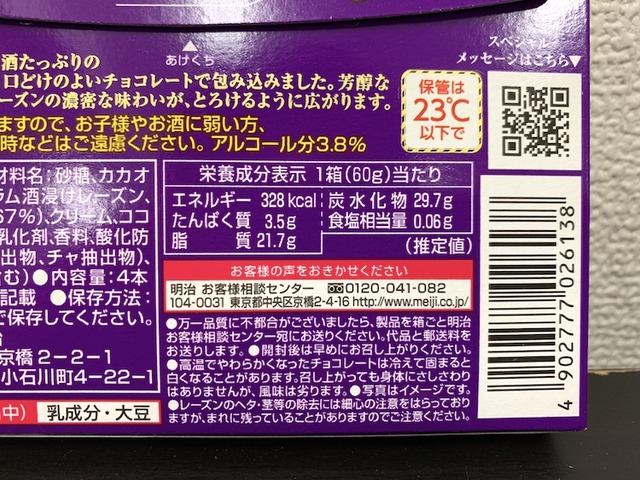 酒たっぷりの
口どけのよいチョコレートで包み込みました。芳醇な
レーズンの濃密な味わいが、とろけるように広がります。
ますので、お子様やお酒に弱い方、
時などはご遠慮ください。アルコール分3.8%
あけくち
スペシャル
メッセージはこちら▼
保管は
23℃
以下で
材料名：砂糖、カカオ
ラム酒漬けレーズン、
67%)、クリーム、ココ
乳化剤、香料、酸化防
出物、チャ抽出物)、
む)●内容量：4本
記載 ●保存方法：
で保存してください。
京橋 2－2－1
小石川町4－22－1
中) 乳成分・大豆
栄養成分表示 1箱(60g)当たり
エネルギー 328kcal 炭水化物 29.7g
たんぱく質 3.5g 食塩相当量 0.06g
脂質 21.7g
(推定値)
お客様の声をおきかせください
明治 お客様相談センター 0120-041-082
104-0031 東京都中央区京橋2-4-16 http://www.meiji.co.jp/
●万一品質に不都合がございましたら、製品を箱ごと明治
お客様相談センター宛にお送りください。代品と郵送料を
お送りします。●開封後は早めにお召し上がりください。
●高温でやわらかくなったチョコレートは冷えて固まると
白くなることがあります。召し上がっても身体にさしさわり
はありませんが、風味は劣ります。●写真はイメージです。
●レーズンのヘタ・茎等の除去には細心の注意をはらっており
ますが、まれに残っていることがありますのでご注意ください。
4 902777 026138